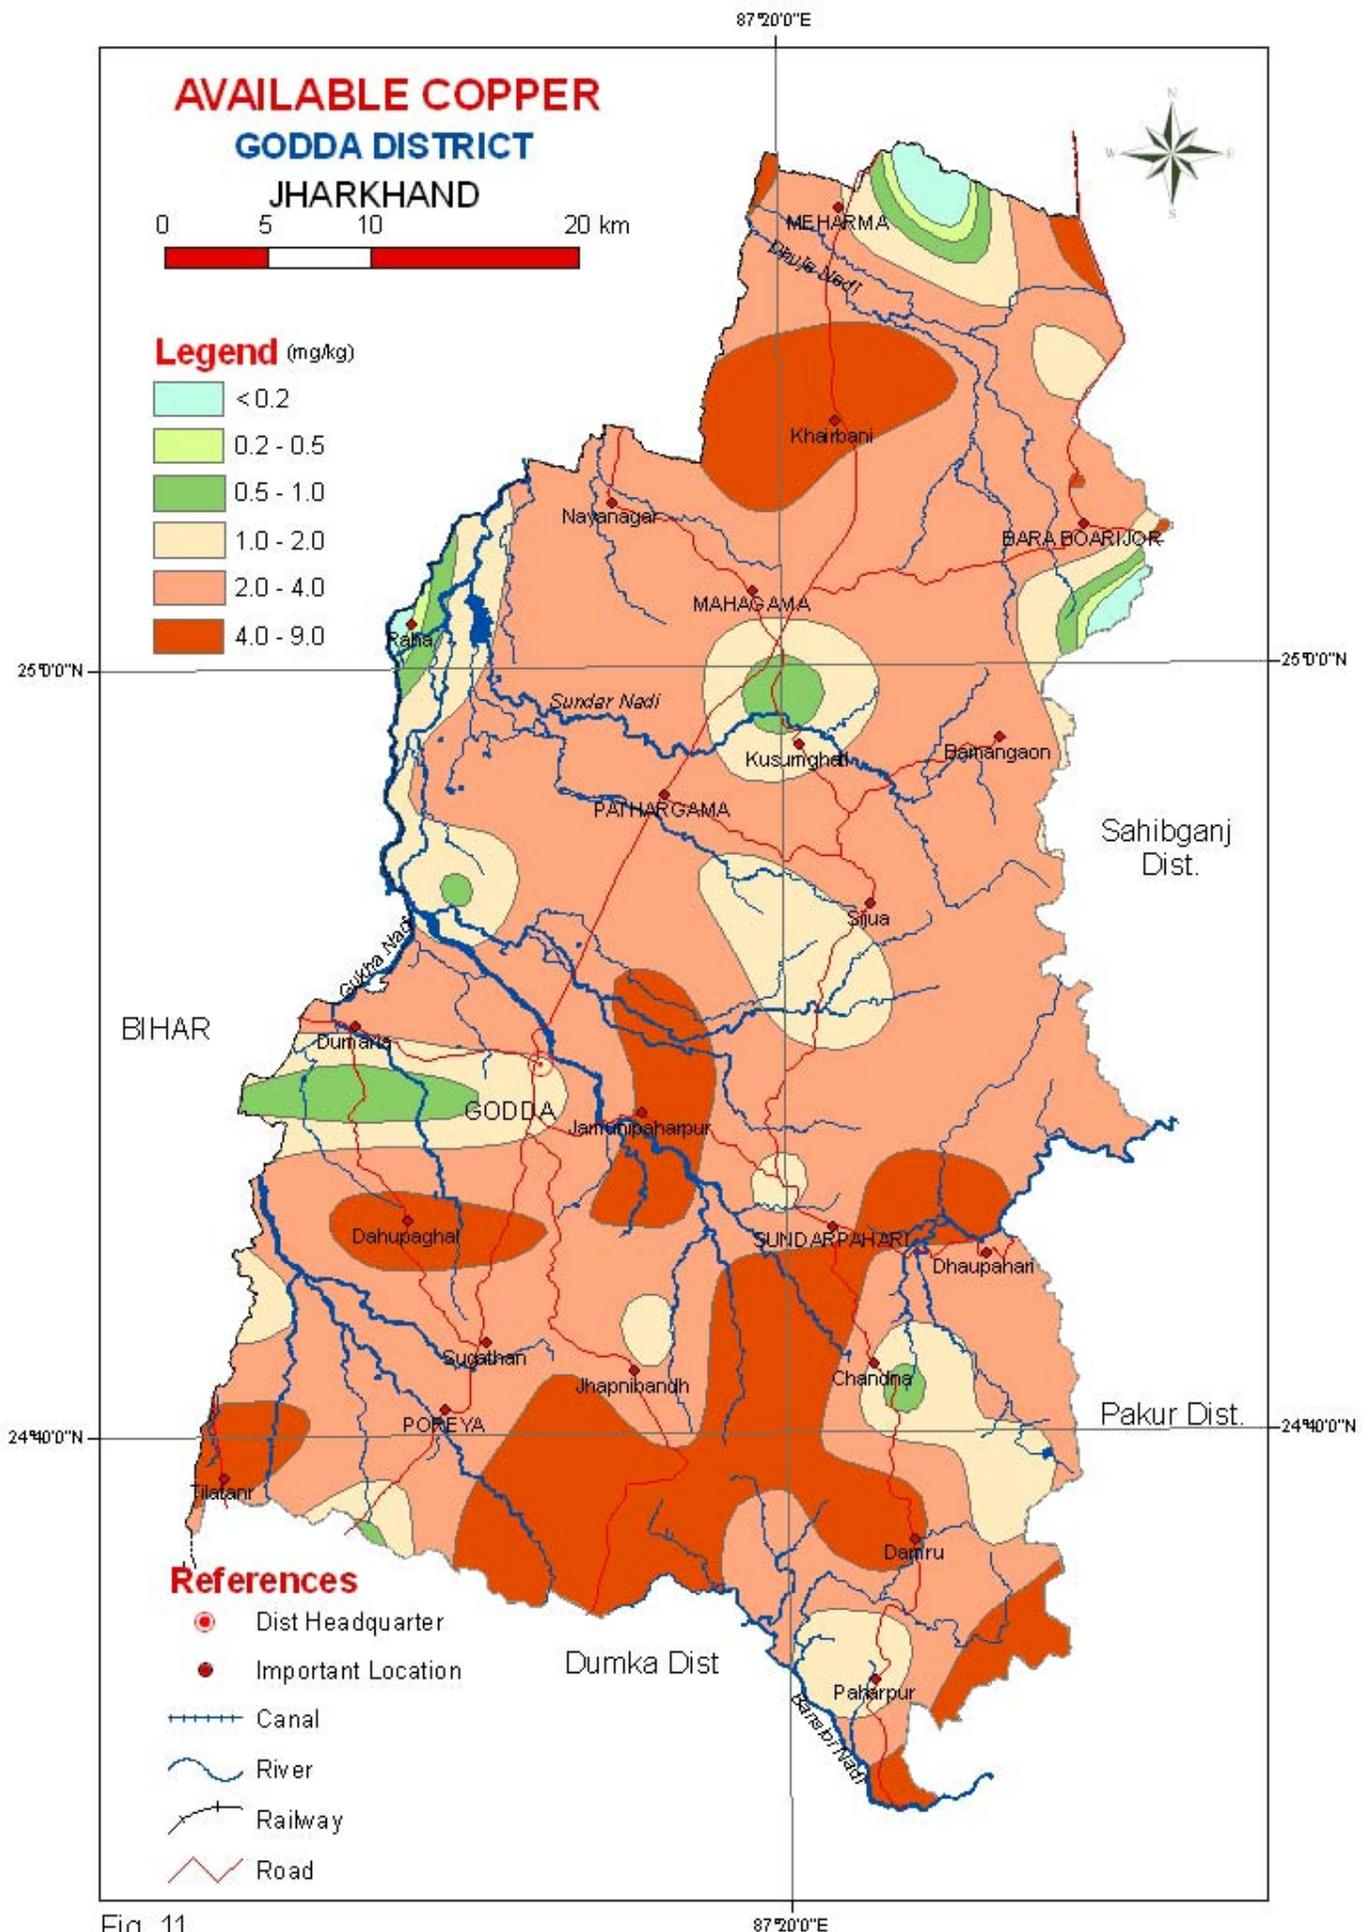 87°20'0"E
AVAILABLE COPPER
GODDA DISTRICT
JHARKHAND
0 5 10 20 km
N
W E
S
Legend (mg/kg)
< 0.2
0.2 - 0.5
0.5 - 1.0
1.0 - 2.0
2.0 - 4.0
4.0 - 9.0
MEHARMA
Dhuja Nadi
Khairbani
Nayanagar
BARA BOARIJOR
MAHAGAMA
Raha
25°0'0"N
25°0'0"N
Sundar Nadi
Kusumghati
Bamangaon
PATHARGAMA
Sahibganj
Dist.
Sijua
Gukha Nadi
BIHAR
Dumaria
GODDA
Jamunipaharpur
Dahupaghal
SUNDARPAHARI
Dhaupahari
Sugathan
Jhapnibandh
Chandna
POREYA
Pakur Dist.
24°40'0"N
24°40'0"N
Tilatanr
Damru
References
Dist Headquarter
Important Location
Canal
River
Railway
Road
Dumka Dist
Paharpur
Bansloi Nadi
Fig. 11
87°20'0"E